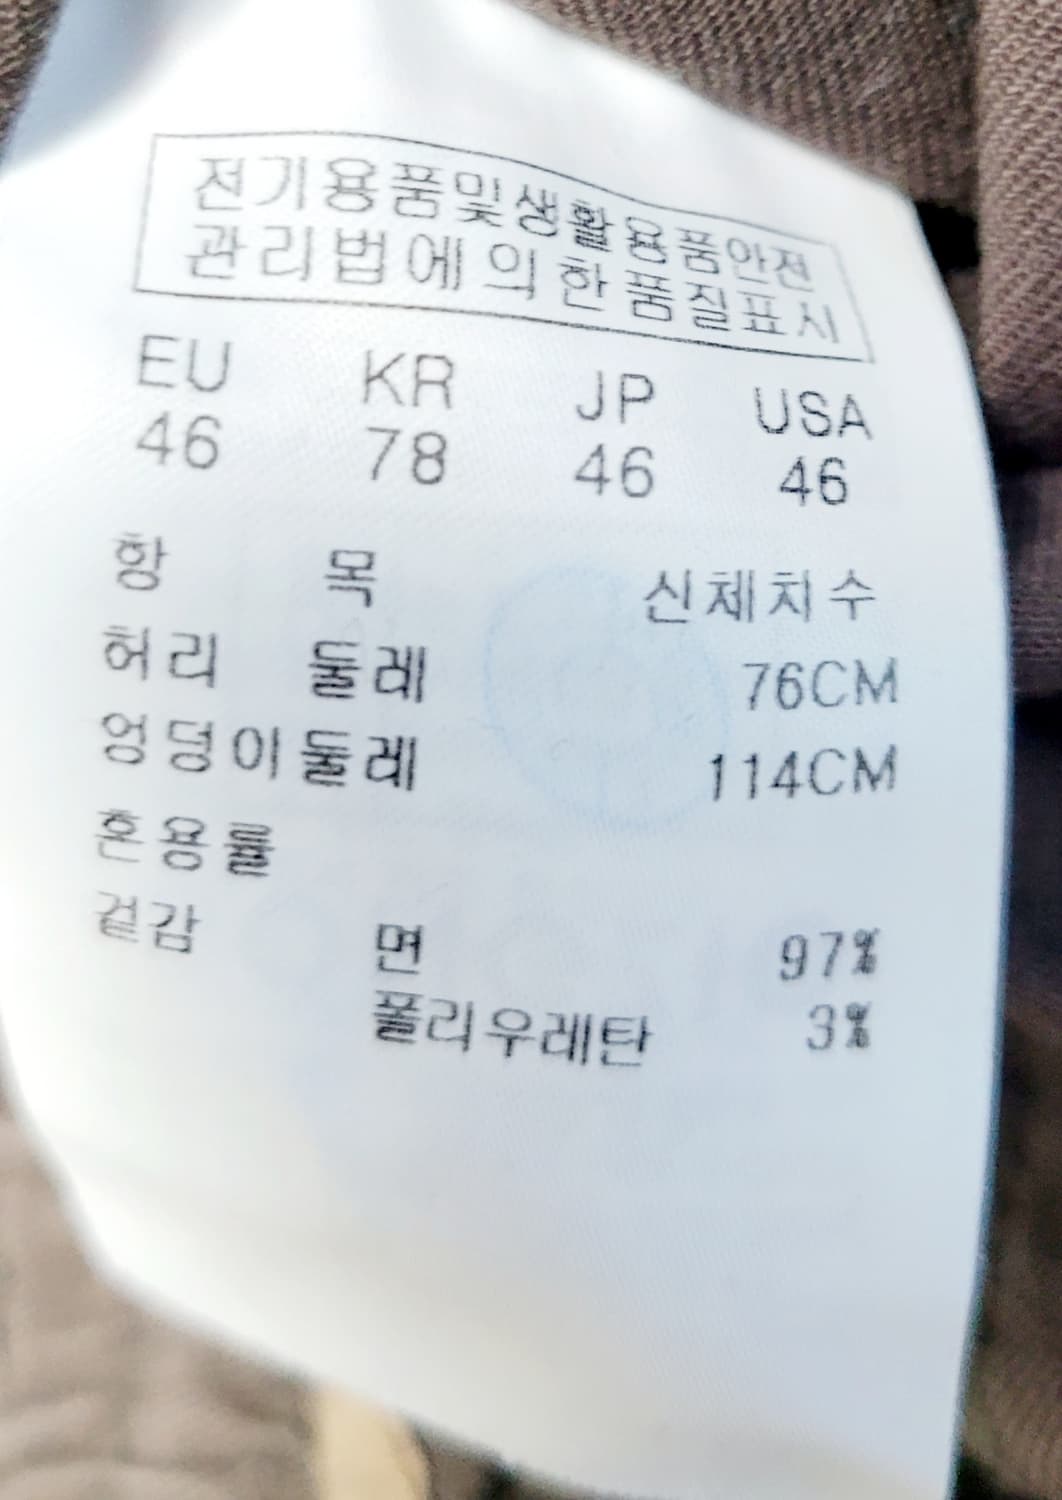 전기용품및생활용품안전
관리법에의한품질표시
EU KR JP USA
46 78 46 46
항 목 신체치수
허리 둘레 76CM
엉덩이둘레 114CM
혼용률
겉감 면 97%
폴리우레탄 3%